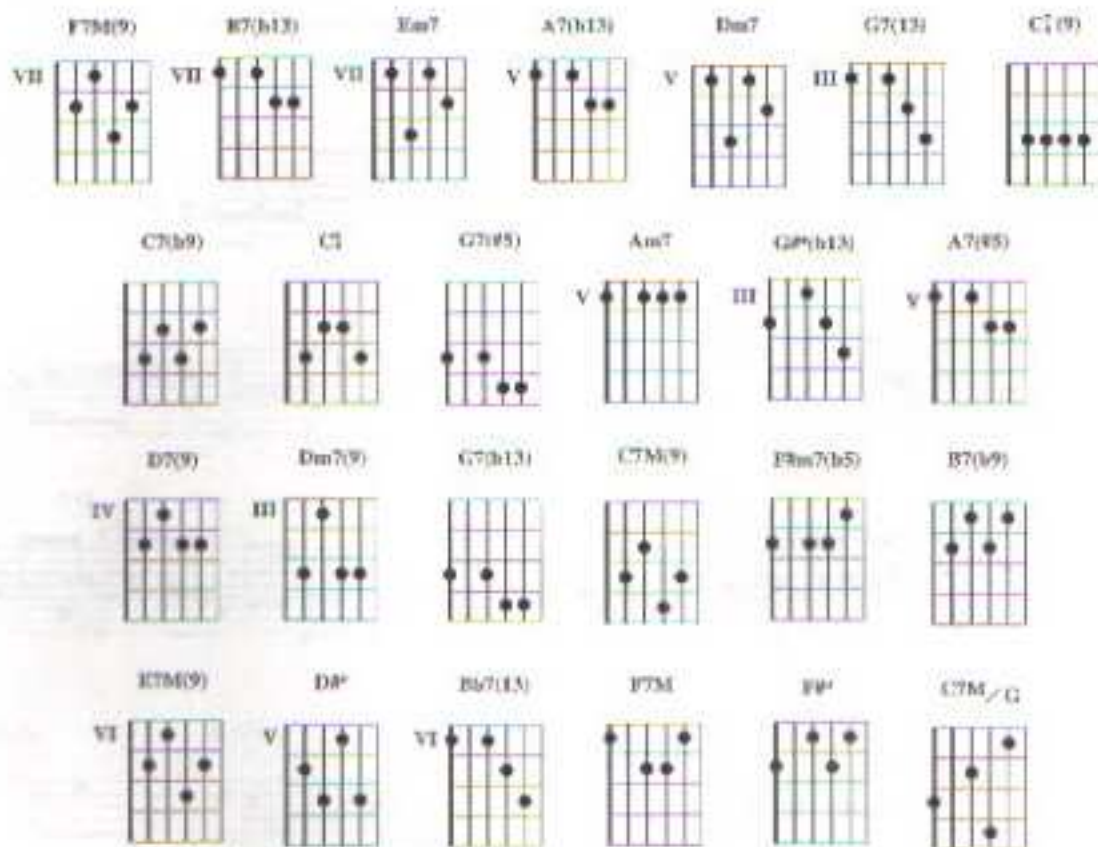 F7M(9) B7(b13) Em7 A7(b13) Dm7 G7(13)
VII VII VII V V III
C7(b9) G7(#5) Am7 G#°(b13) A7(#5)
V III V
D7(9) Dm7(9) G7(b13) C7M(9) F#m7(b5) B7(b9)
IV III
E7M(9) D#° Bb7(13) F7M F#° C7M/G
VI V VI